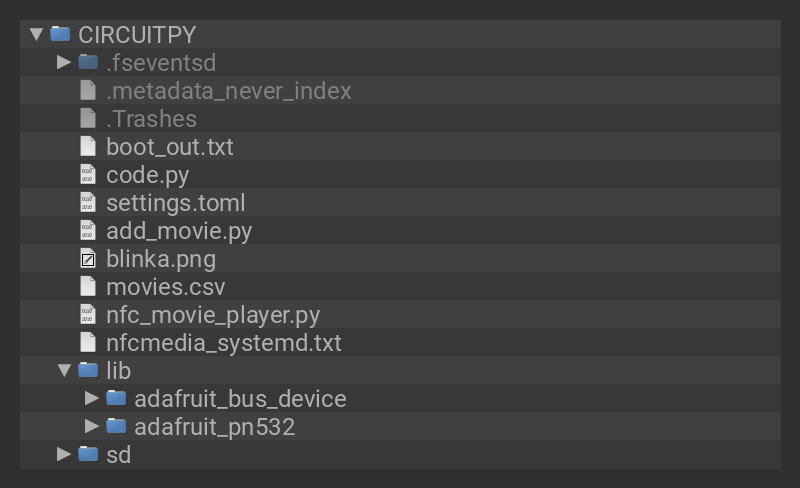 CIRCUITPY
.fseventsd
.metadata_never_index
.Trashes
boot_out.txt
code.py
settings.toml
add_movie.py
blinka.png
movies.csv
nfc_movie_player.py
nfcmedia_systemd.txt
lib
adafruit_bus_device
adafruit_pn532
sd